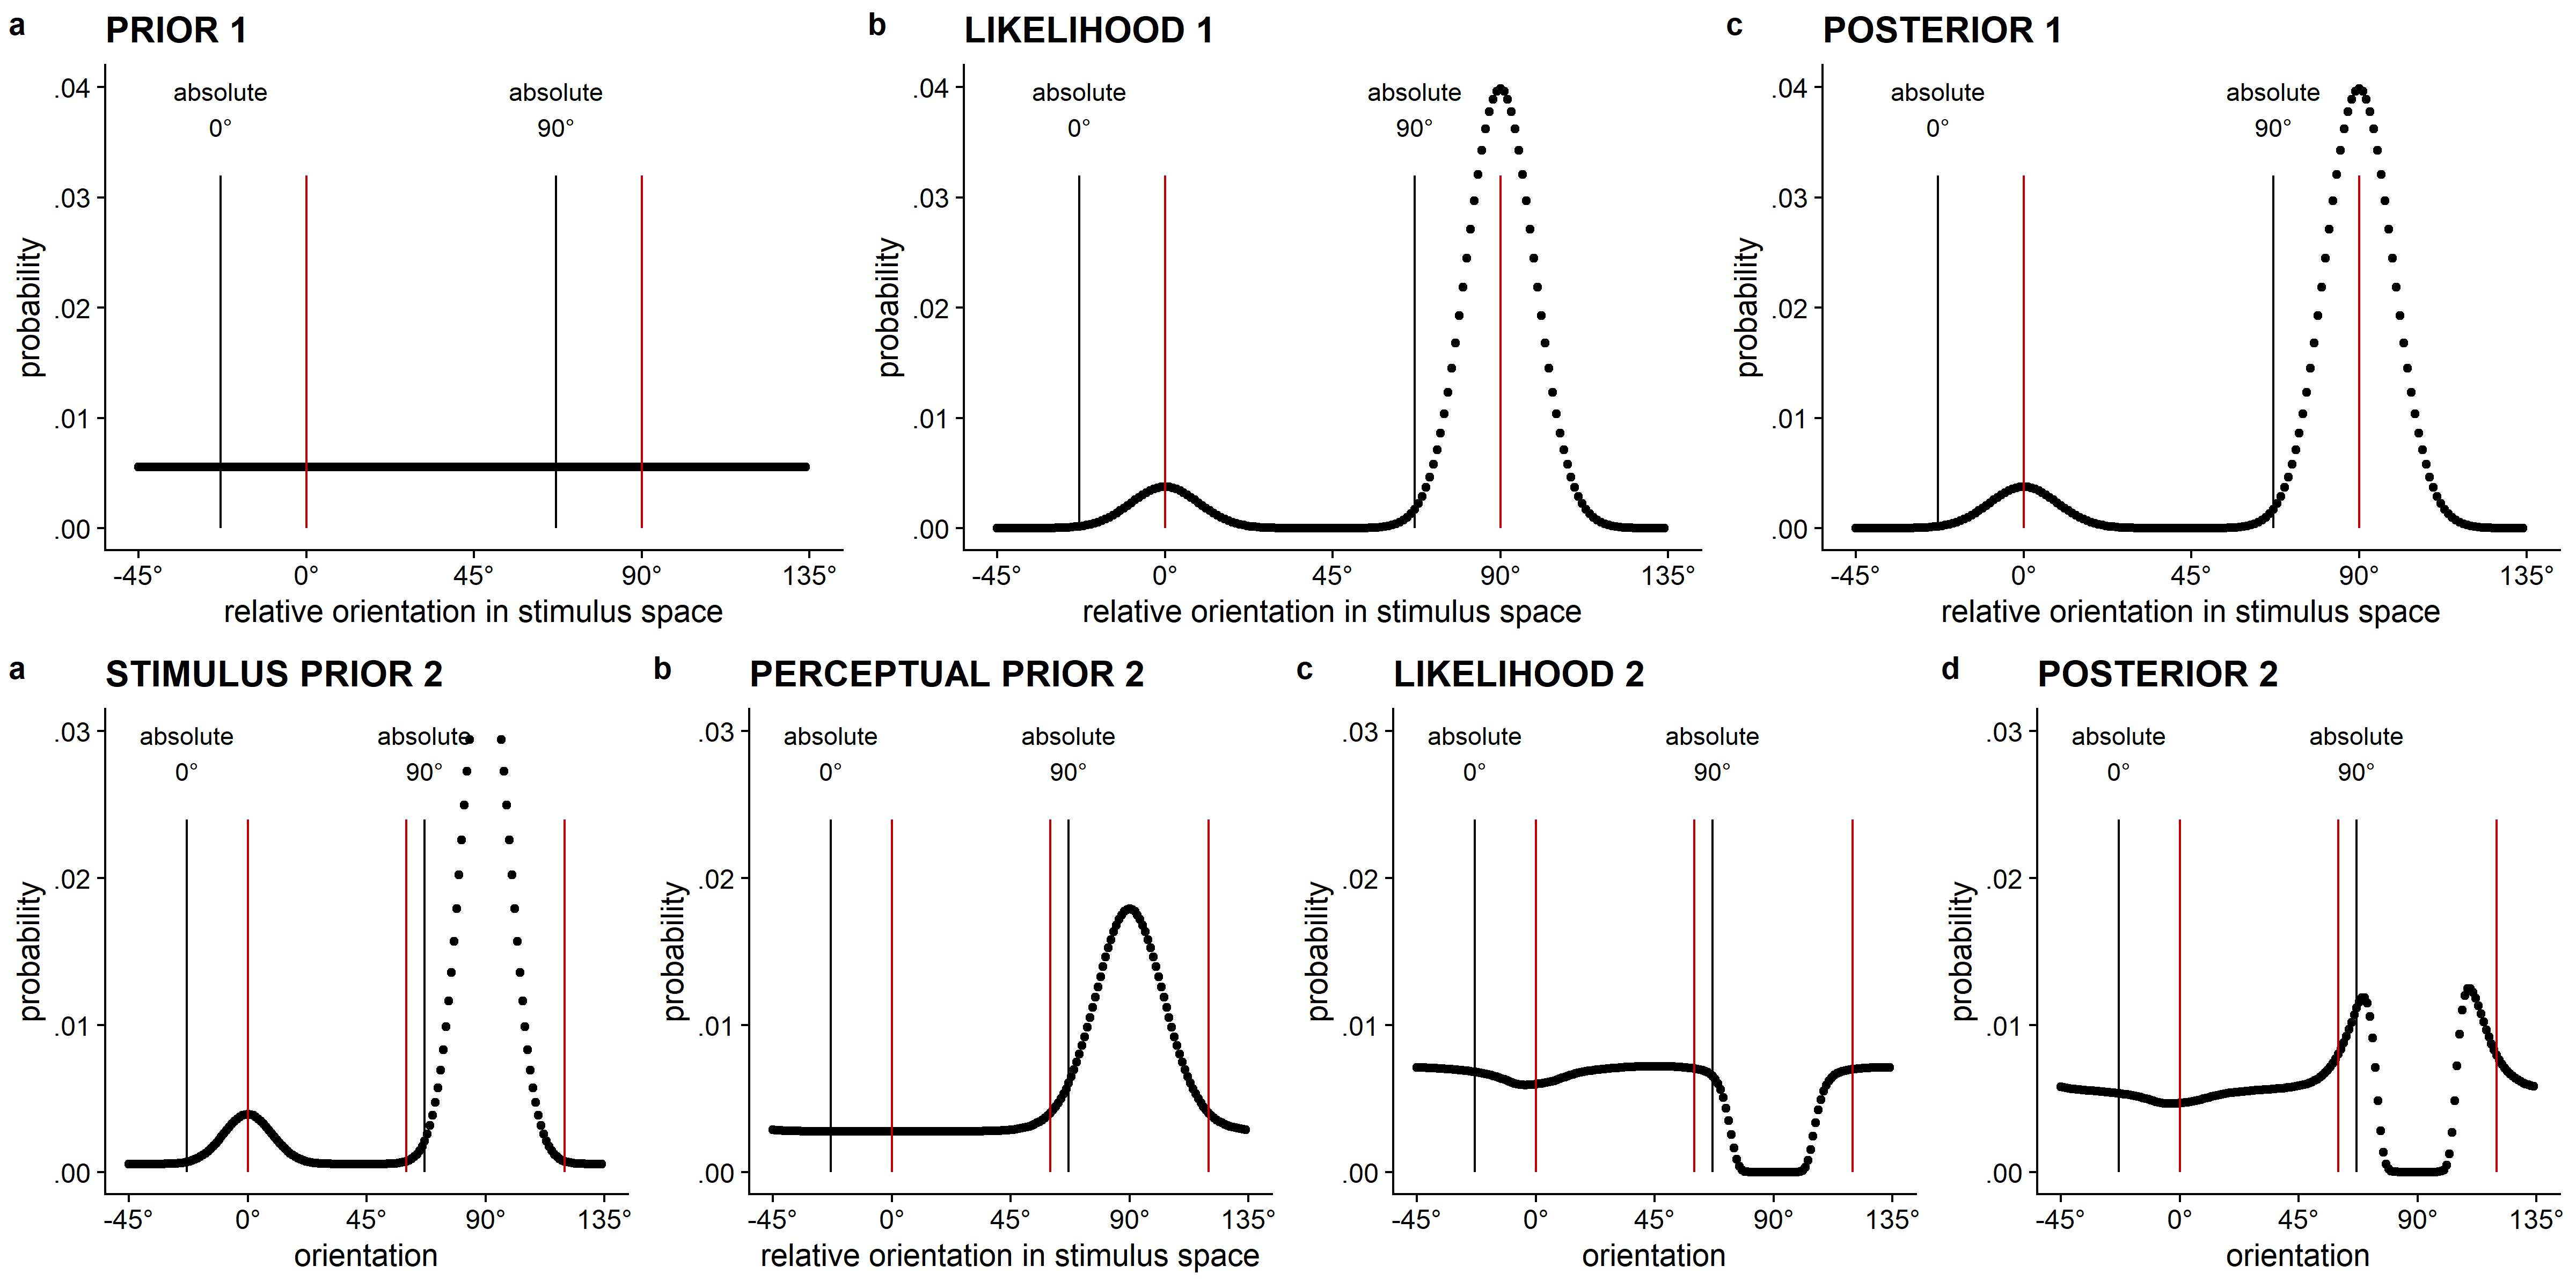 a PRIOR 1
absolute absolute
0° 90°
.04
.03
.02
.01
.00
probability
-45° 0° 45° 90° 135°
relative orientation in stimulus space
b LIKELIHOOD 1
absolute absolute
0° 90°
.04
.03
.02
.01
.00
probability
-45° 0° 45° 90° 135°
relative orientation in stimulus space
c POSTERIOR 1
absolute absolute
0° 90°
.04
.03
.02
.01
.00
probability
-45° 0° 45° 90° 135°
relative orientation in stimulus space
a STIMULUS PRIOR 2
absolute absolute
0° 90°
.03
.02
.01
.00
probability
-45° 0° 45° 90° 135°
orientation
b PERCEPTUAL PRIOR 2
absolute absolute
0° 90°
.03
.02
.01
.00
probability
-45° 0° 45° 90° 135°
relative orientation in stimulus space
c LIKELIHOOD 2
absolute absolute
0° 90°
.03
.02
.01
.00
probability
-45° 0° 45° 90° 135°
orientation
d POSTERIOR 2
absolute absolute
0° 90°
.03
.02
.01
.00
probability
-45° 0° 45° 90° 135°
orientation